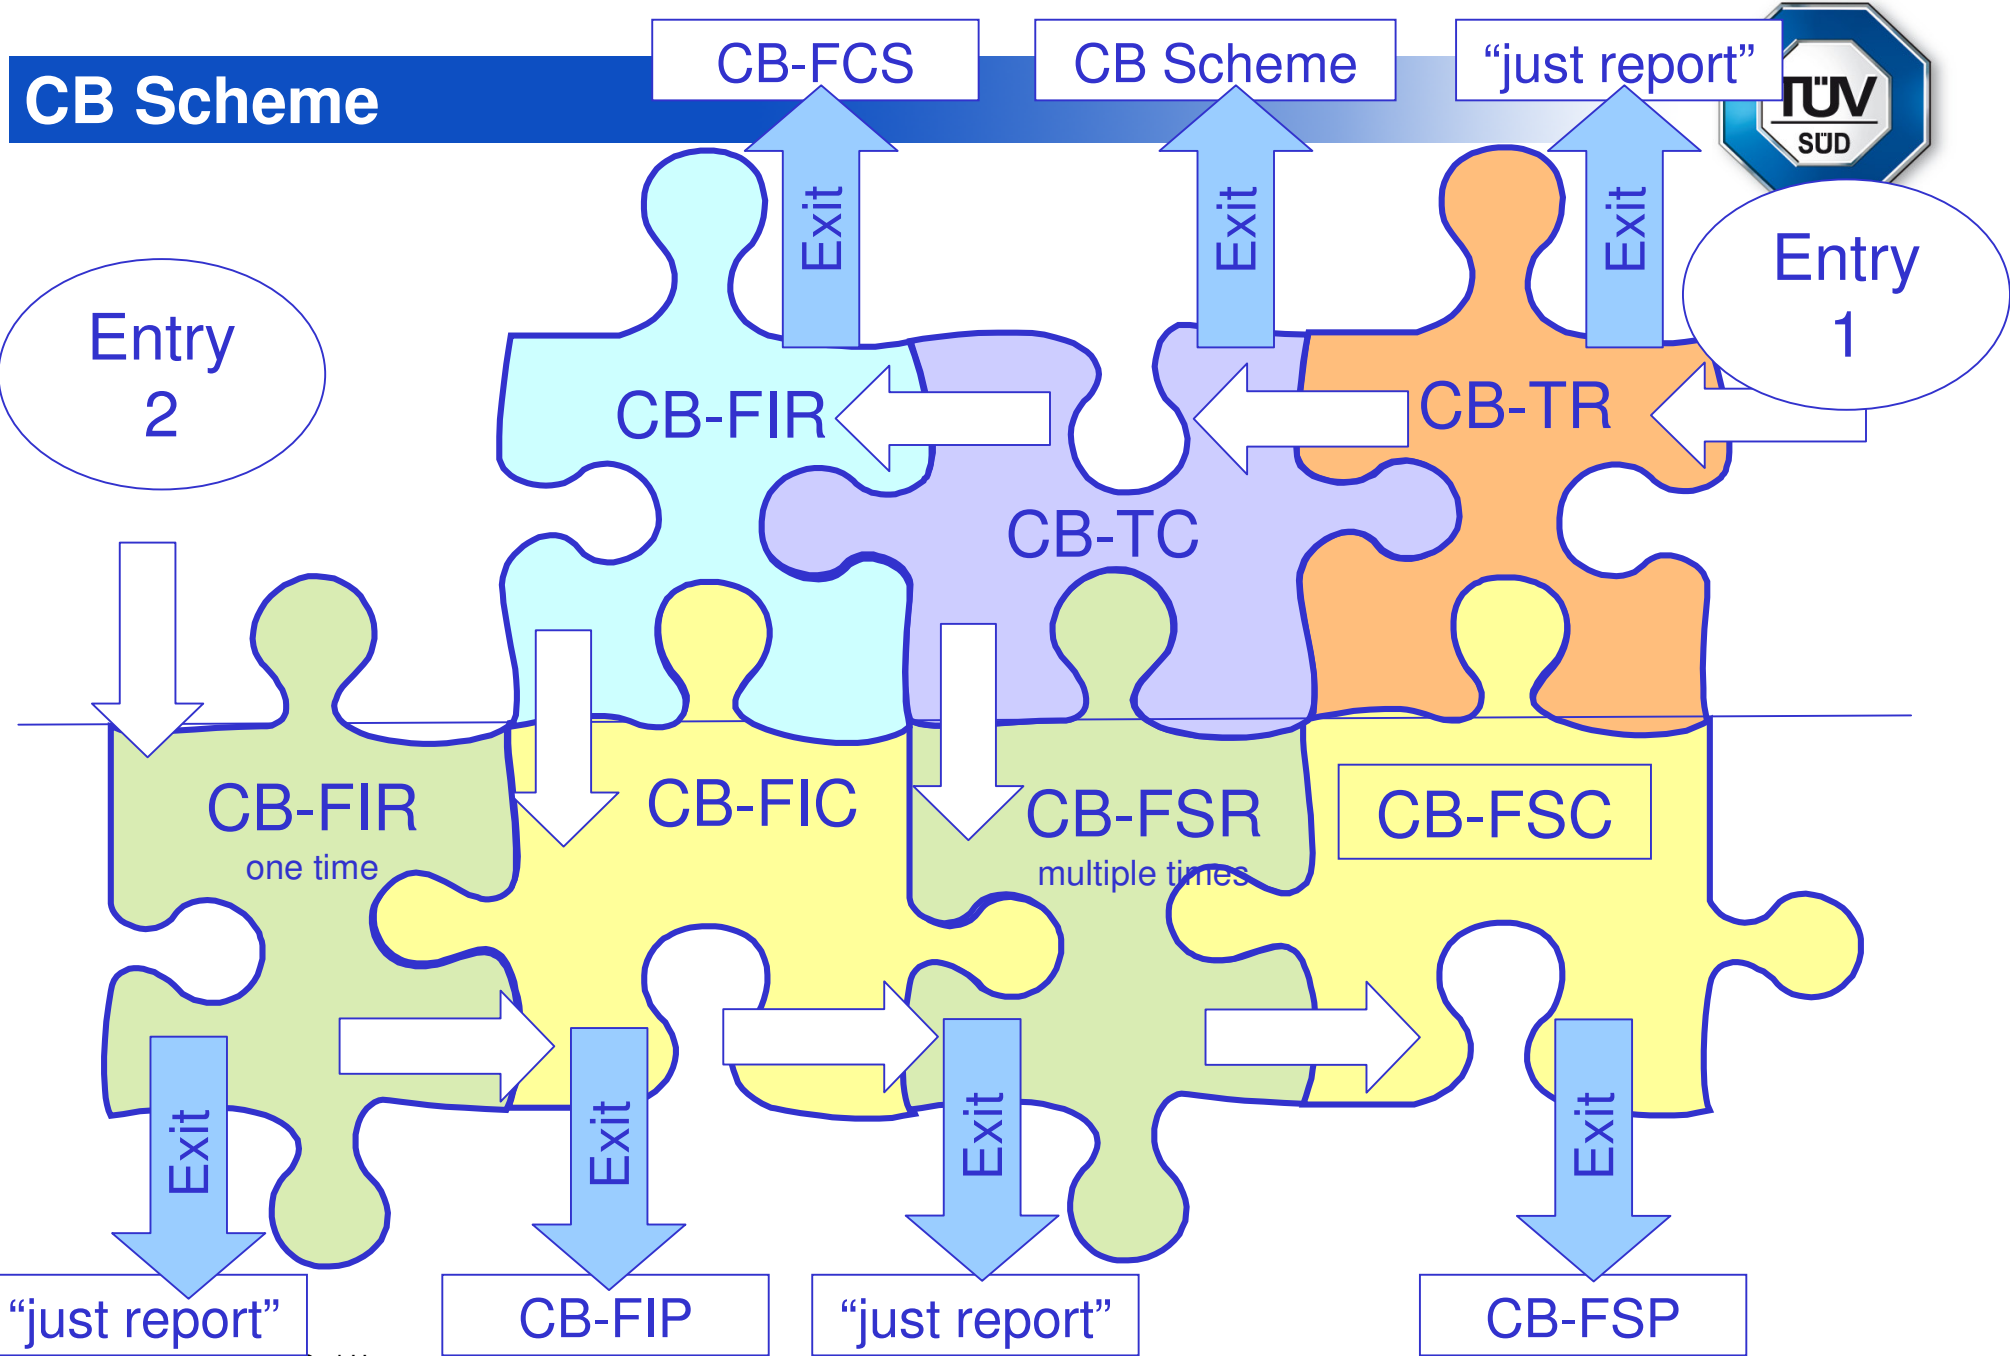 CB-FCS
CB Scheme
“just report”
CB Scheme
TÜV
SÜD
Exit
Exit
Exit
Entry
1
Entry
2
CB-FIR
CB-TR
CB-TC
CB-FIR
one time
CB-FIC
CB-FSR
multiple times
CB-FSC
Exit
Exit
Exit
Exit
“just report”
CB-FIP
“just report”
CB-FSP